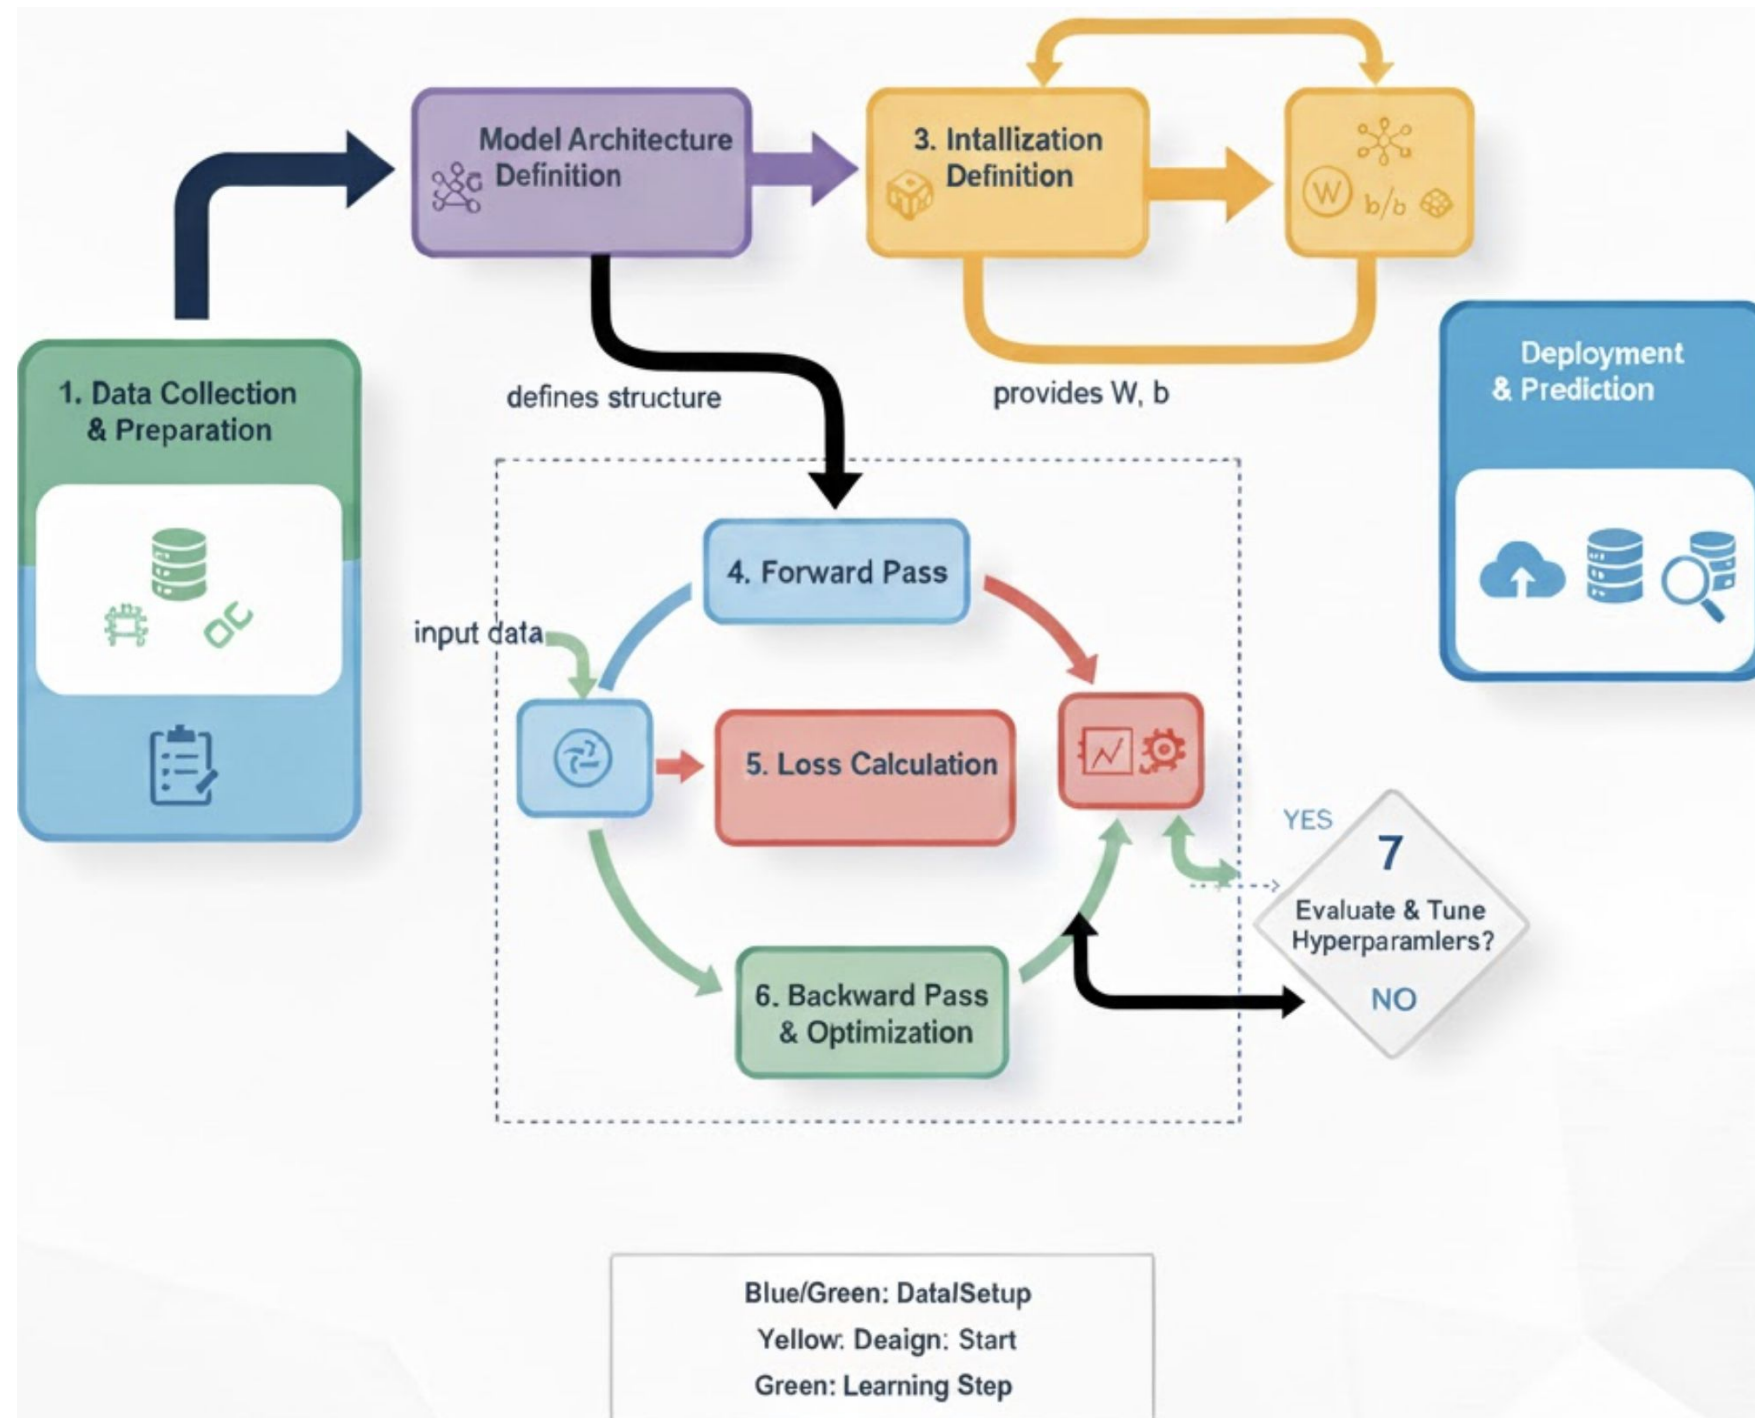 Model Architecture
Definition
3. Intallization
Definition
W
b/b
1. Data Collection
& Preparation
defines structure
provides W, b
Deployment
& Prediction
4. Forward Pass
input data
5. Loss Calculation
YES
7
Evaluate & Tune
Hyperparamlers?
NO
6. Backward Pass
& Optimization
Blue/Green: Data/Setup
Yellow: Deaign: Start
Green: Learning Step